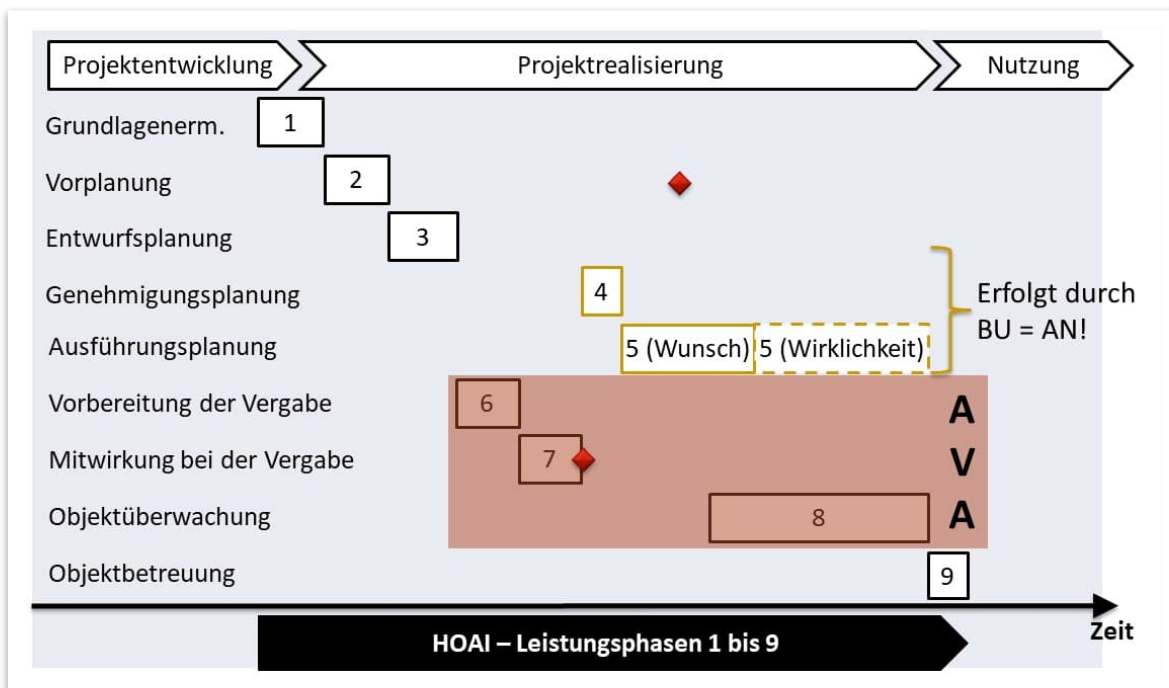 Projektentwicklung
Projektrealisierung
Nutzung
Grundlagenerm.
1
Vorplanung
2
Entwurfsplanung
3
Genehmigungsplanung
4
Erfolgt durch
BU = AN!
Ausführungsplanung
5 (Wunsch)
5 (Wirklichkeit)
Vorbereitung der Vergabe
6
A
Mitwirkung bei der Vergabe
7
V
Objektüberwachung
8
A
Objektbetreuung
9
Zeit
HOAI – Leistungsphasen 1 bis 9